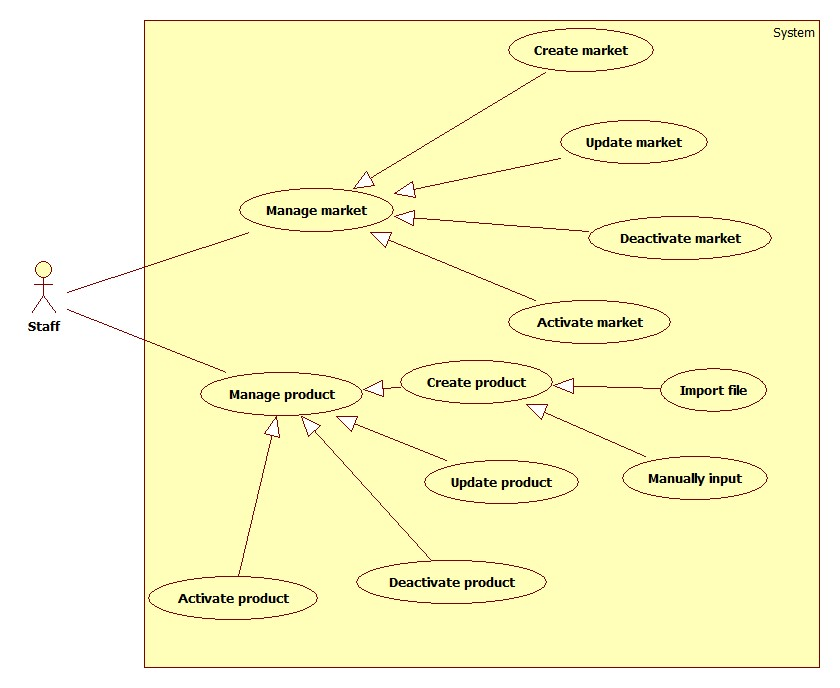 System
Create market
Update market
Manage market
Deactivate market
Staff
Activate market
Manage product
Create product
Import file
Update product
Manually input
Activate product
Deactivate product